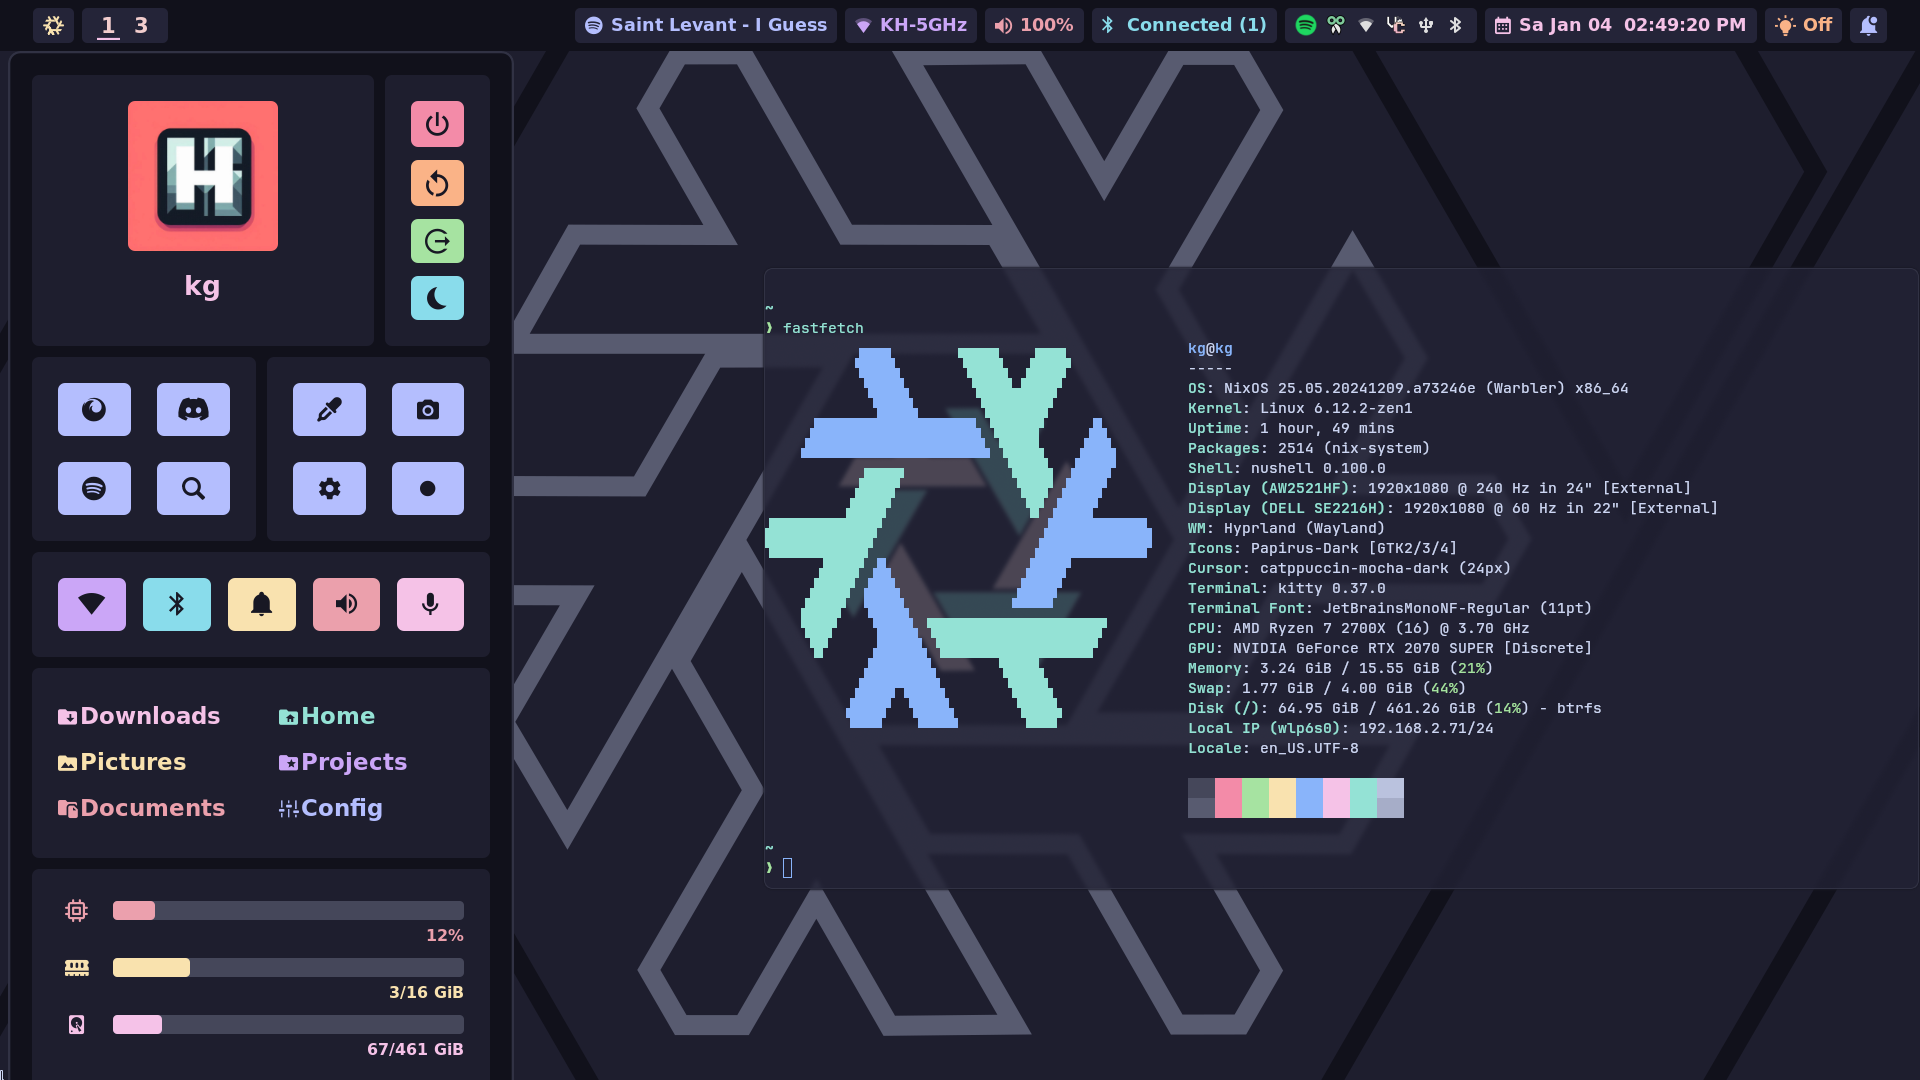 1 3
Saint Levant - I Guess
KH-5GHz
100%
Connected (1)
Sa Jan 04 02:49:20 PM
Off
H
kg
Downloads
Home
Pictures
Projects
Documents
Config
12%
3/16 GiB
67/461 GiB
~
❯ fastfetch
kg@kg
-----
OS: NixOS 25.05.20241209.a73246e (Warbler) x86_64
Kernel: Linux 6.12.2-zen1
Uptime: 1 hour, 49 mins
Packages: 2514 (nix-system)
Shell: nushell 0.100.0
Display (AW2521HF): 1920x1080 @ 240 Hz in 24" [External]
Display (DELL SE2216H): 1920x1080 @ 60 Hz in 22" [External]
WM: Hyprland (Wayland)
Icons: Papirus-Dark [GTK2/3/4]
Cursor: catppuccin-mocha-dark (24px)
Terminal: kitty 0.37.0
Terminal Font: JetBrainsMonoNF-Regular (11pt)
CPU: AMD Ryzen 7 2700X (16) @ 3.70 GHz
GPU: NVIDIA GeForce RTX 2070 SUPER [Discrete]
Memory: 3.24 GiB / 15.55 GiB (21%)
Swap: 1.77 GiB / 4.00 GiB (44%)
Disk (/): 64.95 GiB / 461.26 GiB (14%) - btrfs
Local IP (wlp6s0): 192.168.2.71/24
Locale: en_US.UTF-8
~
❯